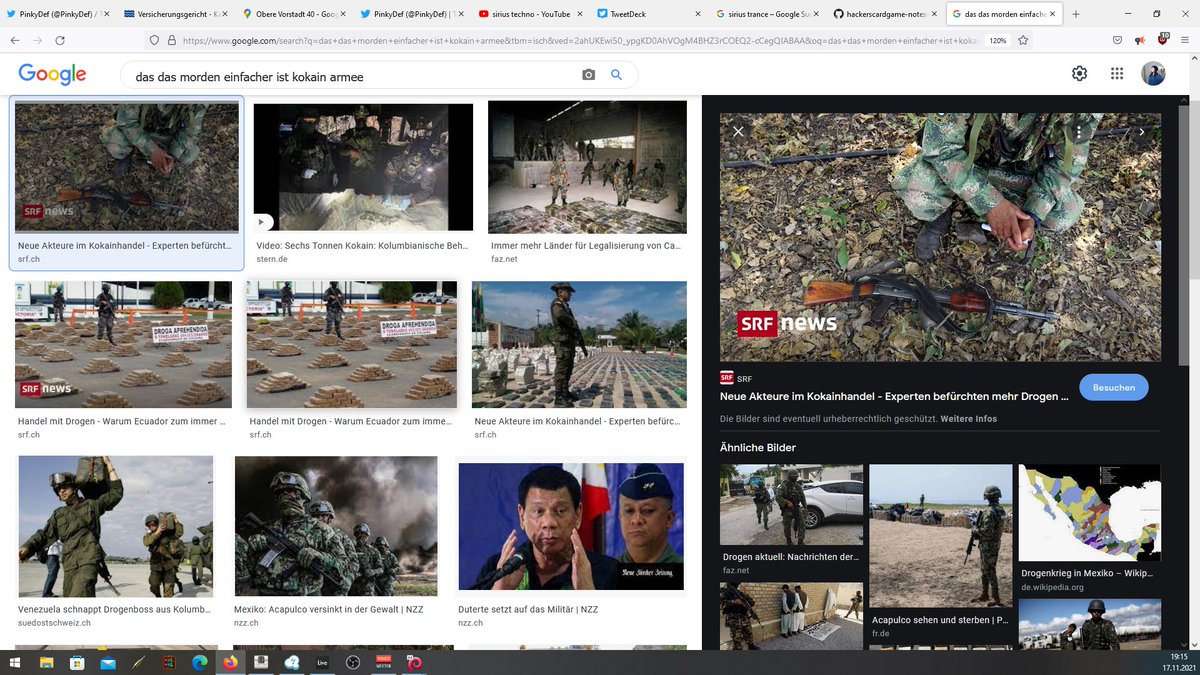 PinkyDef (@PinkyDef) / T
Versicherungsgericht - Ka
Obere Vorstadt 40 - Goog
PinkyDef (@PinkyDef) | T
sirius techno - YouTube
TweetDeck
sirius trance – Google Suc
hackerscardgame-notes-
das das morden einfache
https://www.google.com/search?q=das+das+morden+einfacher+ist+kokain+armee&tbm=isch&ved=2ahUKEwi50_ypgKD0AhVOgM4BHZ3rCOEQ2-cCegQIABAA&oq=das+das+morden+einfacher+ist+koka
120%
10
Google
das das morden einfacher ist kokain armee
SRF news
Neue Akteure im Kokainhandel - Experten befürcht...
srf.ch
Video: Sechs Tonnen Kokain: Kolumbianische Beh...
stern.de
Immer mehr Länder für Legalisierung von Ca...
faz.net
DROGA APREHENDIDA
SRF news
Handel mit Drogen - Warum Ecuador zum immer ...
srf.ch
DROGA APREHENDIDA
Handel mit Drogen - Warum Ecuador zum imme...
srf.ch
Neue Akteure im Kokainhandel - Experten befürc...
srf.ch
Venezuela schnappt Drogenboss aus Kolumb...
suedostschweiz.ch
Mexiko: Acapulco versinkt in der Gewalt | NZZ
nzz.ch
Neue Zürcher Zeitung
Duterte setzt auf das Militär | NZZ
nzz.ch
SRF news
SRF
Neue Akteure im Kokainhandel - Experten befürchten mehr Drogen ...
Besuchen
Die Bilder sind eventuell urheberrechtlich geschützt. Weitere Infos
Ähnliche Bilder
Drogen aktuell: Nachrichten der...
faz.net
Acapulco sehen und sterben | P...
fr.de
Drogenkrieg in Mexiko – Wikip...
de.wikipedia.org
Live
19:15
17.11.2021